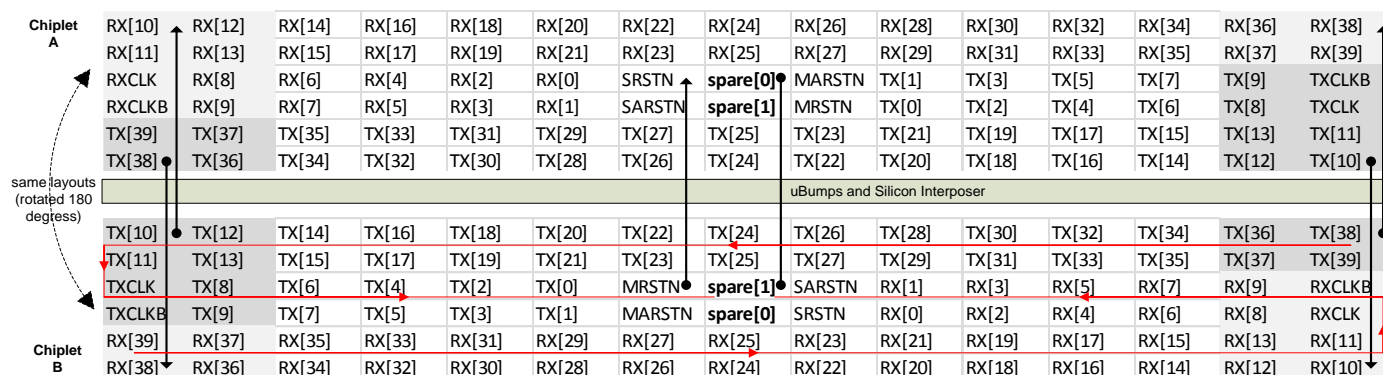 Chiplet A RX[10] RX[12] RX[14] RX[16] RX[18] RX[20] RX[22] RX[24] RX[26] RX[28] RX[30] RX[32] RX[34] RX[36] RX[38]
RX[11] RX[13] RX[15] RX[17] RX[19] RX[21] RX[23] RX[25] RX[27] RX[29] RX[31] RX[33] RX[35] RX[37] RX[39]
RXCLK RX[8] RX[6] RX[4] RX[2] RX[0] SRSTN spare[0] MARSTN TX[1] TX[3] TX[5] TX[7] TX[9] TXCLKB
RXCLKB RX[9] RX[7] RX[5] RX[3] RX[1] SARSTN spare[1] MRSTN TX[0] TX[2] TX[4] TX[6] TX[8] TXCLK
TX[39] TX[37] TX[35] TX[33] TX[31] TX[29] TX[27] TX[25] TX[23] TX[21] TX[19] TX[17] TX[15] TX[13] TX[11]
TX[38] TX[36] TX[34] TX[32] TX[30] TX[28] TX[26] TX[24] TX[22] TX[20] TX[18] TX[16] TX[14] TX[12] TX[10]
same layouts
(rotated 180
degress)
uBumps and Silicon Interposer
TX[10] TX[12] TX[14] TX[16] TX[18] TX[20] TX[22] TX[24] TX[26] TX[28] TX[30] TX[32] TX[34] TX[36] TX[38]
TX[11] TX[13] TX[15] TX[17] TX[19] TX[21] TX[23] TX[25] TX[27] TX[29] TX[31] TX[33] TX[35] TX[37] TX[39]
TXCLK TX[8] TX[6] TX[4] TX[2] TX[0] MRSTN spare[1] SARSTN RX[1] RX[3] RX[5] RX[7] RX[9] RXCLKB
TXCLKB TX[9] TX[7] TX[5] TX[3] TX[1] MARSTN spare[0] SRSTN RX[0] RX[2] RX[4] RX[6] RX[8] RXCLK
Chiplet B RX[39] RX[37] RX[35] RX[33] RX[31] RX[29] RX[27] RX[25] RX[23] RX[21] RX[19] RX[17] RX[15] RX[13] RX[11]
RX[38] RX[36] RX[34] RX[32] RX[30] RX[28] RX[26] RX[24] RX[22] RX[20] RX[18] RX[16] RX[14] RX[12] RX[10]